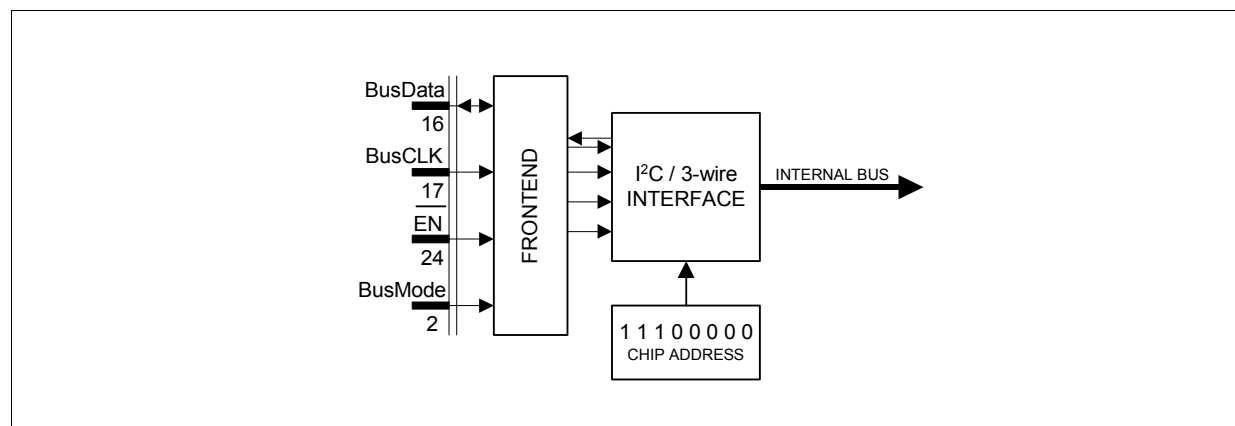 BusData
16
BusCLK
17
EN
24
BusMode
2
FRONTEND
I²C / 3-wire
INTERFACE
INTERNAL BUS
1 1 1 0 0 0 0 0
CHIP ADDRESS